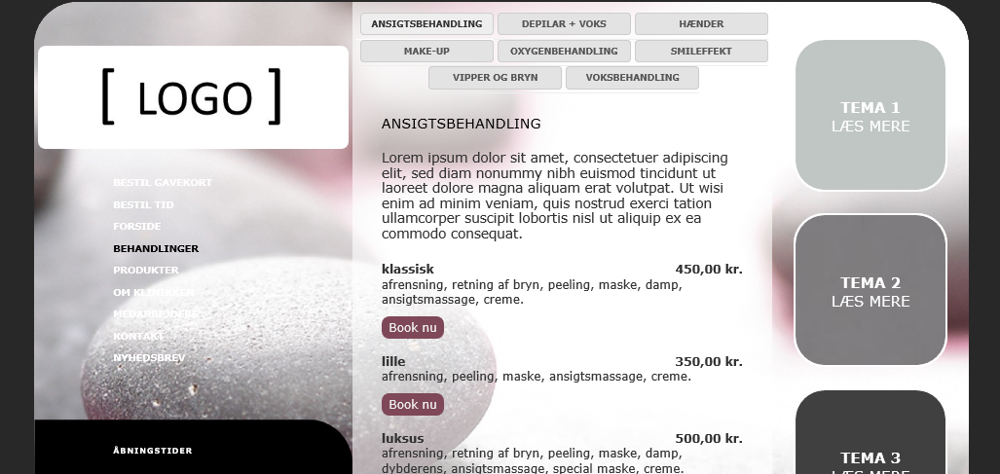 [ LOGO ]
BESTIL GAVEKORT
BESTIL TID
FORSIDE
BEHANDLINGER
PRODUKTER
OM KLINIKKEN
MEDARBEJDERE
KONTAKT
NYHEDSBREV
ÅBNINGSTIDER
ANSIGTSBEHANDLING DEPILAR + VOKS HÆNDER
MAKE-UP OXYGENBEHANDLING SMILEFFEKT
VIPPER OG BRYN VOKSBEHANDLING
ANSIGTSBEHANDLING
Lorem ipsum dolor sit amet, consectetuer adipiscing
elit, sed diam nonummy nibh euismod tincidunt ut
laoreet dolore magna aliquam erat volutpat. Ut wisi
enim ad minim veniam, quis nostrud exerci tation
ullamcorper suscipit lobortis nisl ut aliquip ex ea
commodo consequat.
klassisk 450,00 kr.
afrensning, retning af bryn, peeling, maske, damp,
ansigtsmassage, creme.
Book nu
lille 350,00 kr.
afrensning, peeling, maske, ansigtsmassage, creme.
Book nu
luksus 500,00 kr.
afrensning, retning af bryn, peeling, maske, damp,
dybderens, ansigtsmassage, special maske, creme.
TEMA 1
LÆS MERE
TEMA 2
LÆS MERE
TEMA 3
LÆS MERE